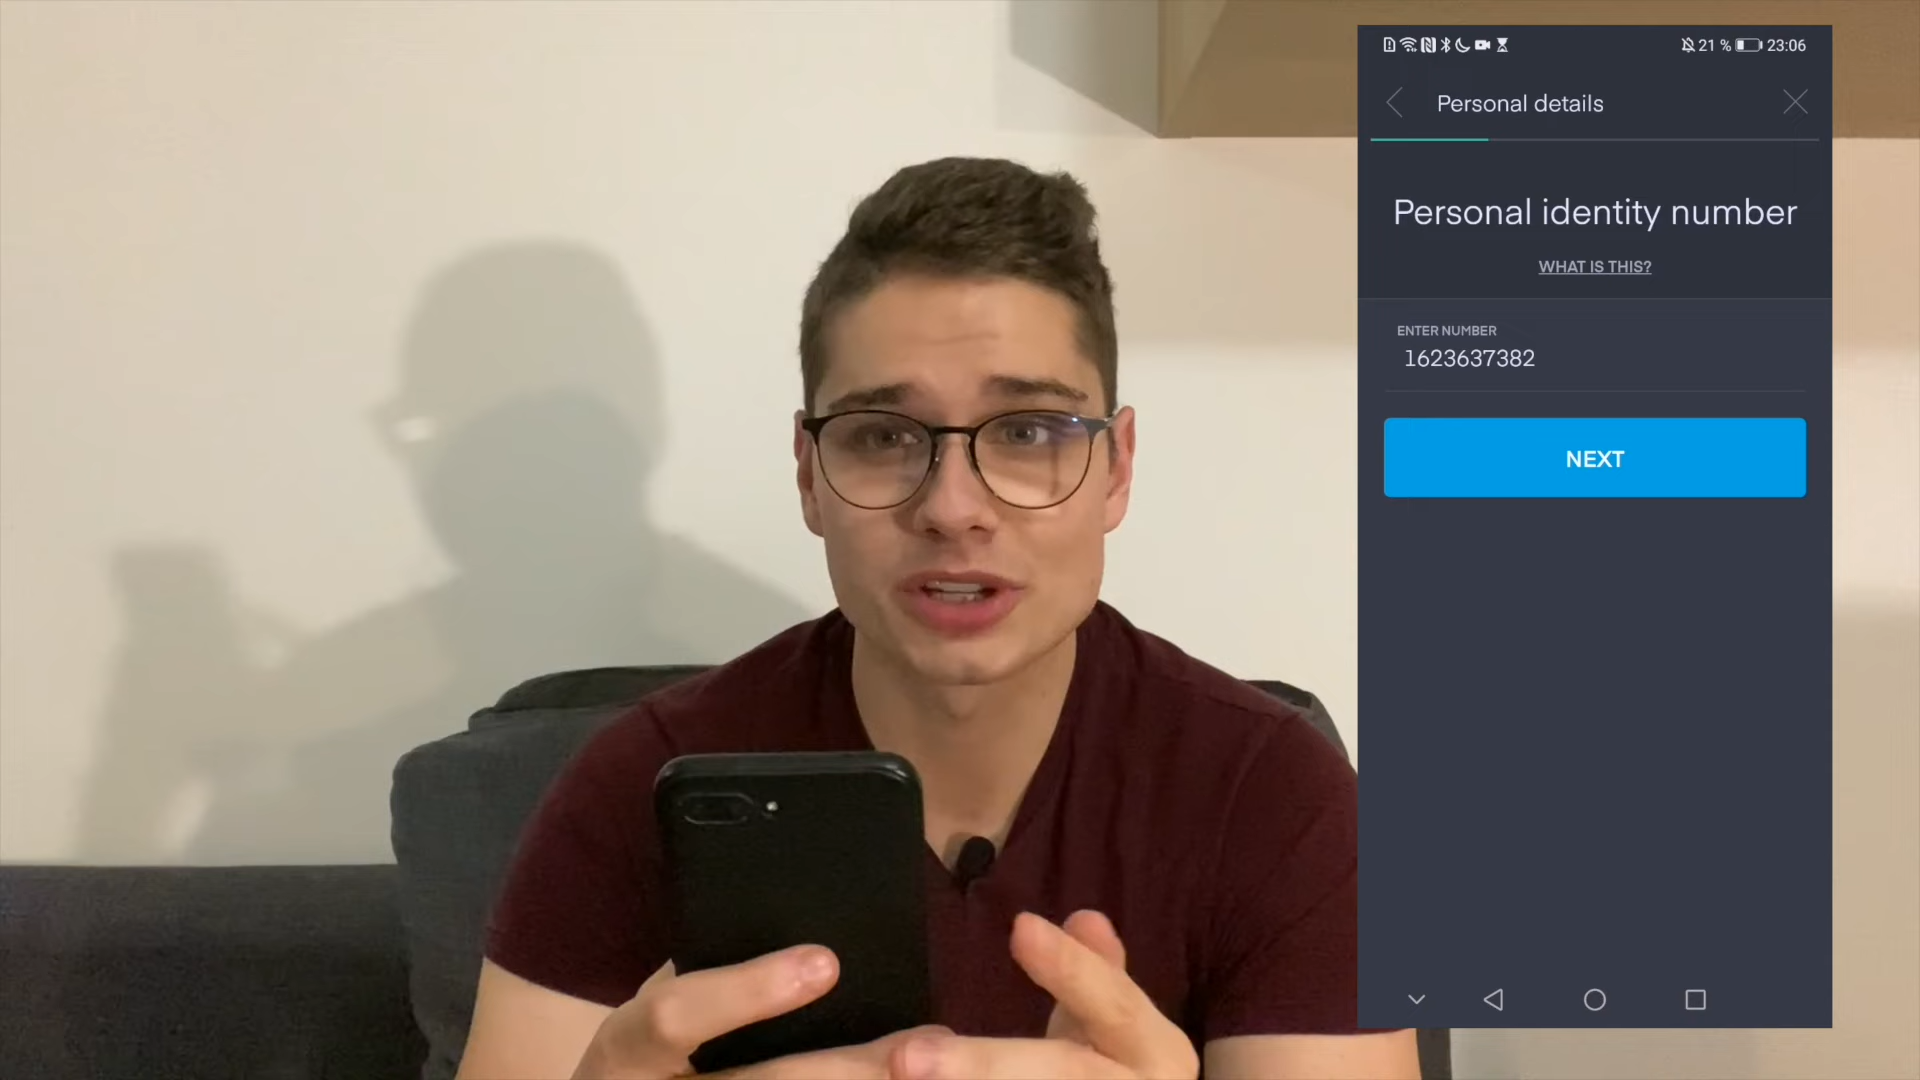 21 % 23:06
Personal details
Personal identity number
WHAT IS THIS?
ENTER NUMBER
1623637382
NEXT